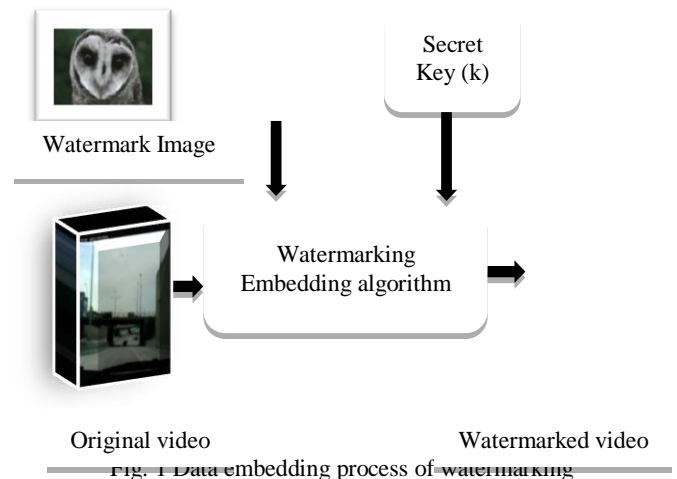 Secret
Key (k)
Watermark Image
Watermarking
Embedding algorithm
Original video
Watermarked video
Fig. 1 Data embedding process of watermarking